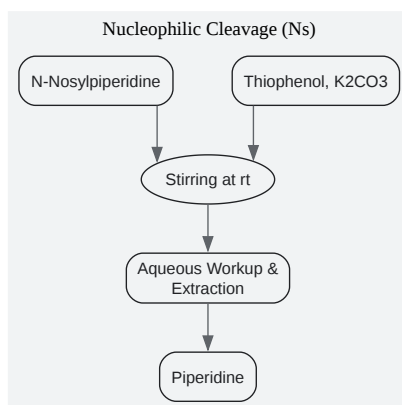 Nucleophilic Cleavage (Ns)
N-Nosylpiperidine
Thiophenol, K2CO3
Stirring at rt
Aqueous Workup &
Extraction
Piperidine